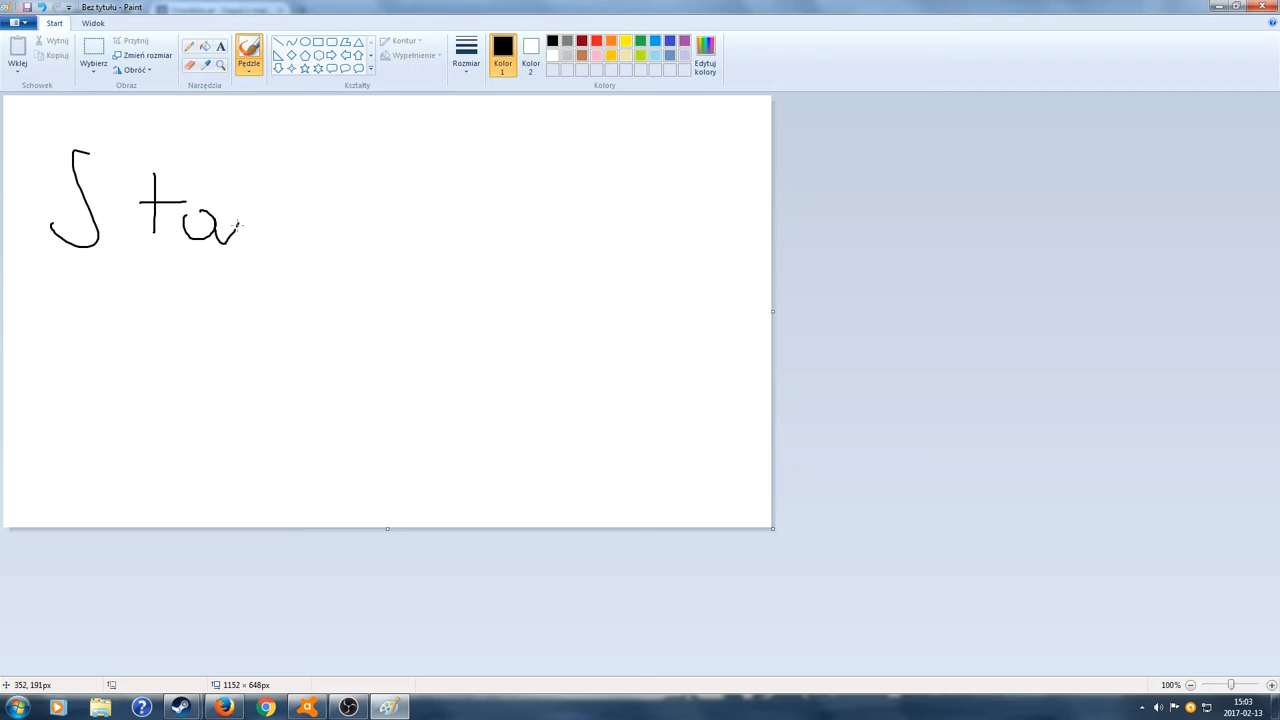 Bez tytułu - Paint
Start Widok
Wklej
Wytnij
Kopiuj
Schowek
Wybierz
Przytnij
Zmień rozmiar
Obróć
Obraz
A
Narzędzia
Pędzle
Kształty
Kontur
Wypełnienie
Rozmiar
Kolor 1
Kolor 2
Edytuj kolory
Kolory
Sta
352, 191px
1152 × 648px
100%
15:03
2017-02-13